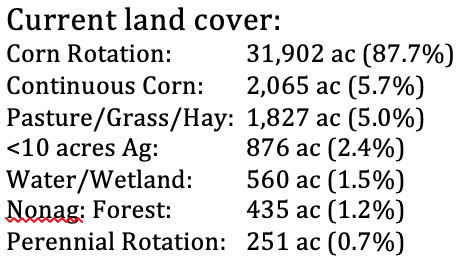 Current land cover:
Corn Rotation: 31,902 ac (87.7%)
Continuous Corn: 2,065 ac (5.7%)
Pasture/Grass/Hay: 1,827 ac (5.0%)
<10 acres Ag: 876 ac (2.4%)
Water/Wetland: 560 ac (1.5%)
Nonag: Forest: 435 ac (1.2%)
Perennial Rotation: 251 ac (0.7%)